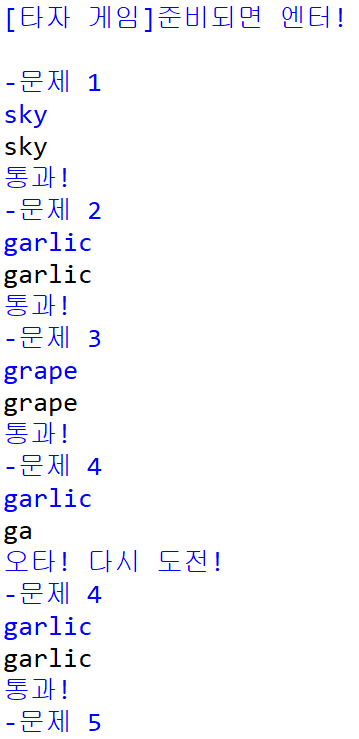 [타자 게임]준비되면 엔터!
-문제 1
sky
sky
통과!
-문제 2
garlic
garlic
통과!
-문제 3
grape
grape
통과!
-문제 4
garlic
ga
오타! 다시 도전!
-문제 4
garlic
garlic
통과!
-문제 5